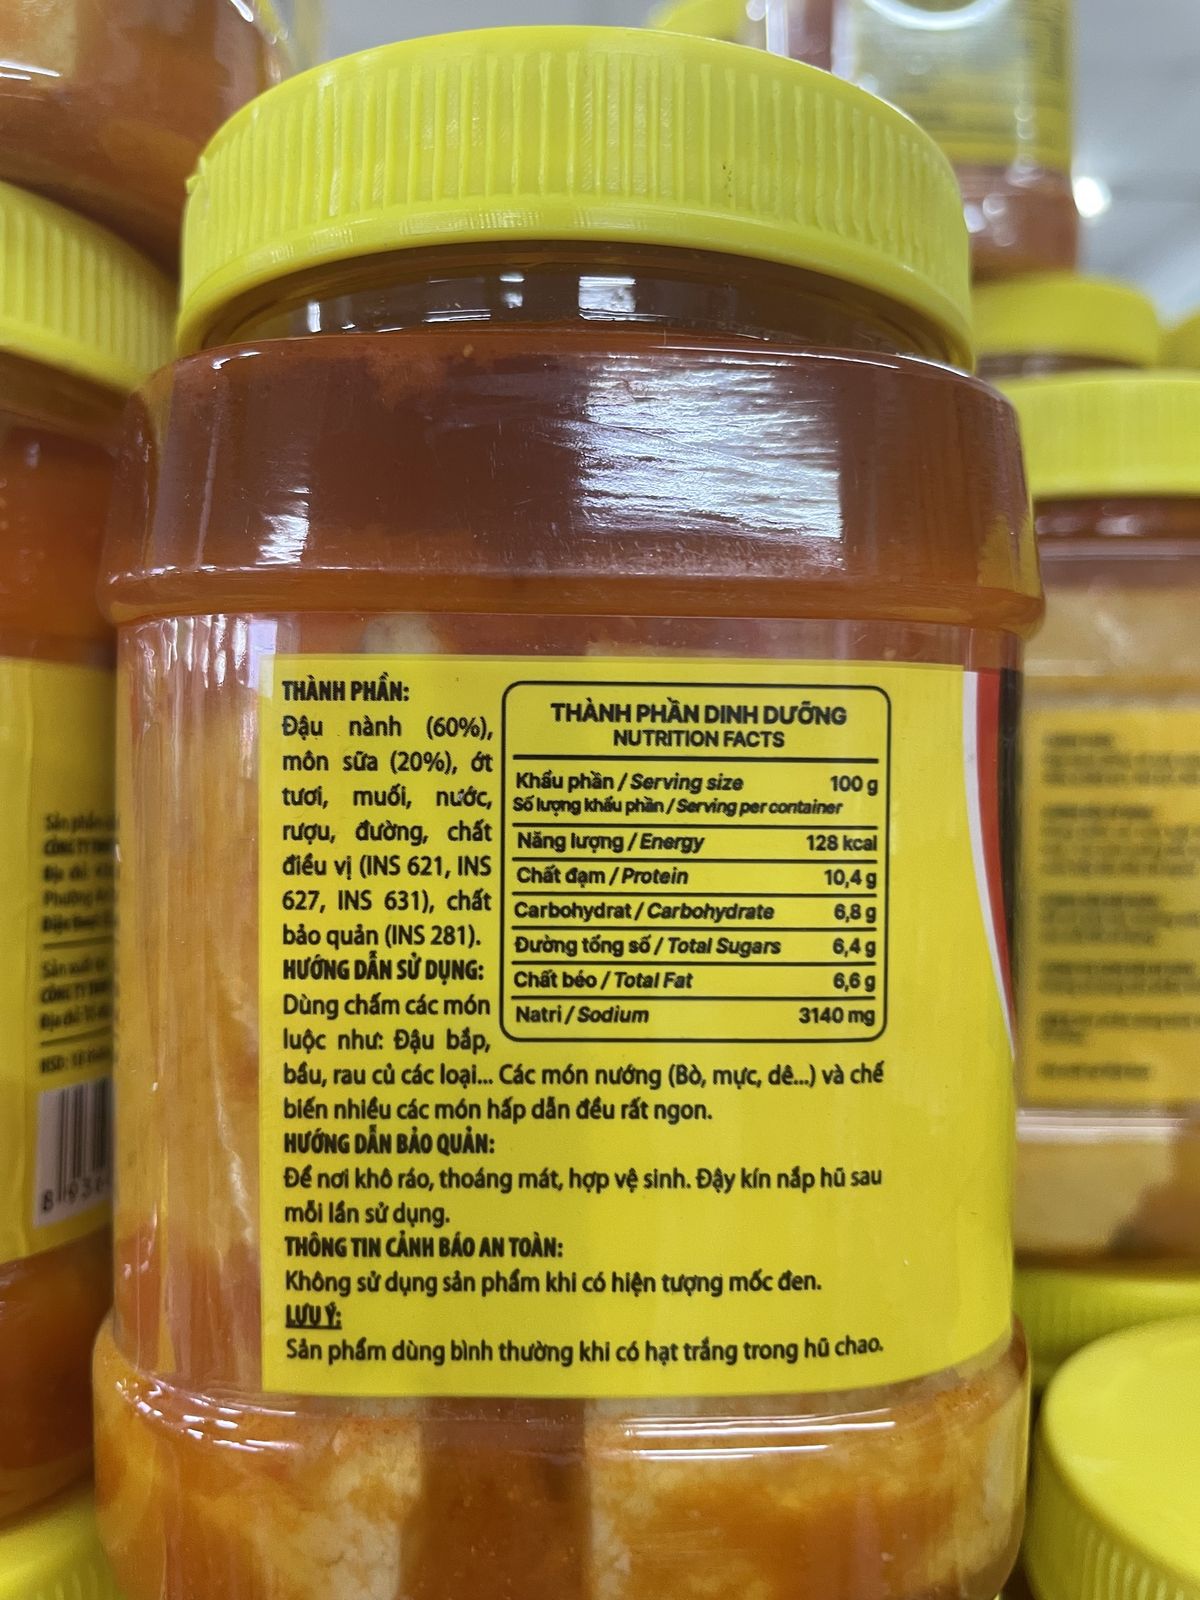 THÀNH PHẦN:
Đậu nành (60%),
môn sữa (20%), ớt
tươi, muối, nước,
rượu, đường, chất
điều vị (INS 621, INS
627, INS 631), chất
bảo quản (INS 281).
HƯỚNG DẪN SỬ DỤNG:
Dùng chấm các món
luộc như: Đậu bắp,
bầu, rau củ các loại... Các món nướng (Bò, mực, dê...) và chế
biến nhiều các món hấp dẫn đều rất ngon.
HƯỚNG DẪN BẢO QUẢN:
Để nơi khô ráo, thoáng mát, hợp vệ sinh. Đậy kín nắp hũ sau
mỗi lần sử dụng.
THÔNG TIN CẢNH BÁO AN TOÀN:
Không sử dụng sản phẩm khi có hiện tượng mốc đen.
LƯU Ý:
Sản phẩm dùng bình thường khi có hạt trắng trong hũ chao.
THÀNH PHẦN DINH DƯỠNG
NUTRITION FACTS
Khẩu phần / Serving size 100 g
Số lượng khẩu phần / Serving per container
Năng lượng / Energy 128 kcal
Chất đạm / Protein 10,4 g
Carbohydrat / Carbohydrate 6,8 g
Đường tổng số / Total Sugars 6,4 g
Chất béo / Total Fat 6,6 g
Natri / Sodium 3140 mg